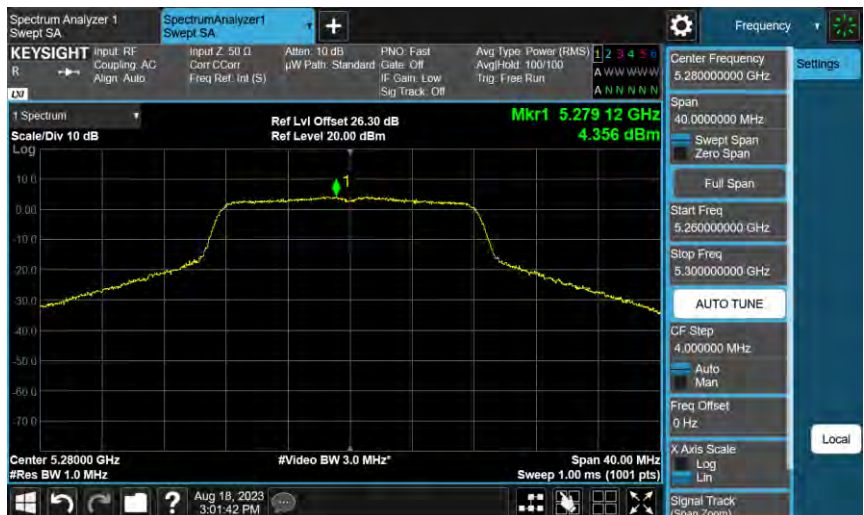 Spectrum Analyzer 1
Swept SA
SpectrumAnalyzer1
Swept SA
Frequency
KEYSIGHT
R
LXI
Input: RF
Coupling: AC
Align: Auto
Input Z: 50 Ω
Corr CCorr
Freq Ref: Int (S)
Atten: 10 dB
µW Path: Standard
PNO: Fast
Gate: Off
IF Gain: Low
Sig Track: Off
Avg Type: Power (RMS)
Avg|Hold: 100/100
Trig: Free Run
1 2 3 4 5 6
A W W W W W
A N N N N N
1 Spectrum
Scale/Div 10 dB
Log
Ref Lvl Offset 26.30 dB
Ref Level 20.00 dBm
Mkr1 5.279 12 GHz
4.356 dBm
1
10.0
0.00
-10.0
-20.0
-30.0
-40.0
-50.0
-60.0
-70.0
Center 5.28000 GHz
#Res BW 1.0 MHz
#Video BW 3.0 MHz*
Span 40.00 MHz
Sweep 1.00 ms (1001 pts)
Aug 18, 2023
3:01:42 PM
Center Frequency
5.280000000 GHz
Span
40.0000000 MHz
Swept Span
Zero Span
Full Span
Start Freq
5.260000000 GHz
Stop Freq
5.300000000 GHz
AUTO TUNE
CF Step
4.000000 MHz
Auto
Man
Freq Offset
0 Hz
X Axis Scale
Log
Lin
Signal Track
(Span Zoom)
Settings
Local